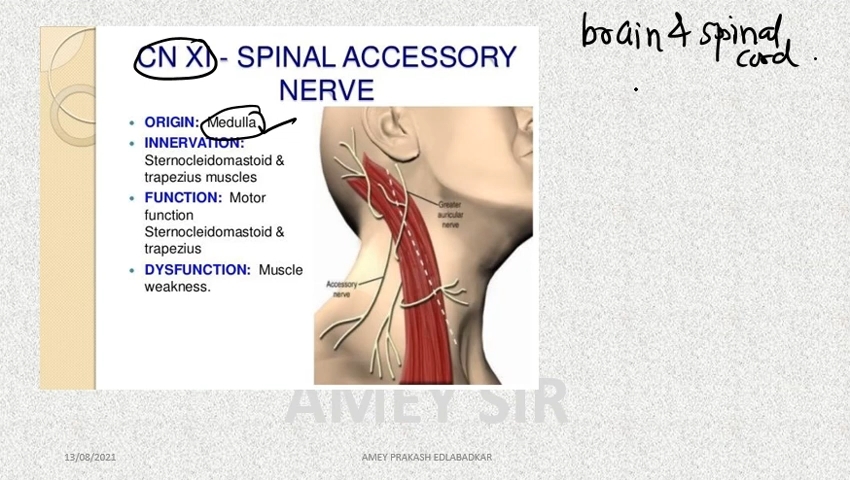 brain & spinal
cord .
CN XI - SPINAL ACCESSORY
NERVE
• ORIGIN: Medulla
• INNERVATION:
Sternocleidomastoid &
trapezius muscles
• FUNCTION: Motor
function
Sternocleidomastoid &
trapezius
• DYSFUNCTION: Muscle
weakness.
Greater
auricular
nerve
Accessory
nerve
AMEY SIR
13/08/2021
AMEY PRAKASH EDLABADKAR